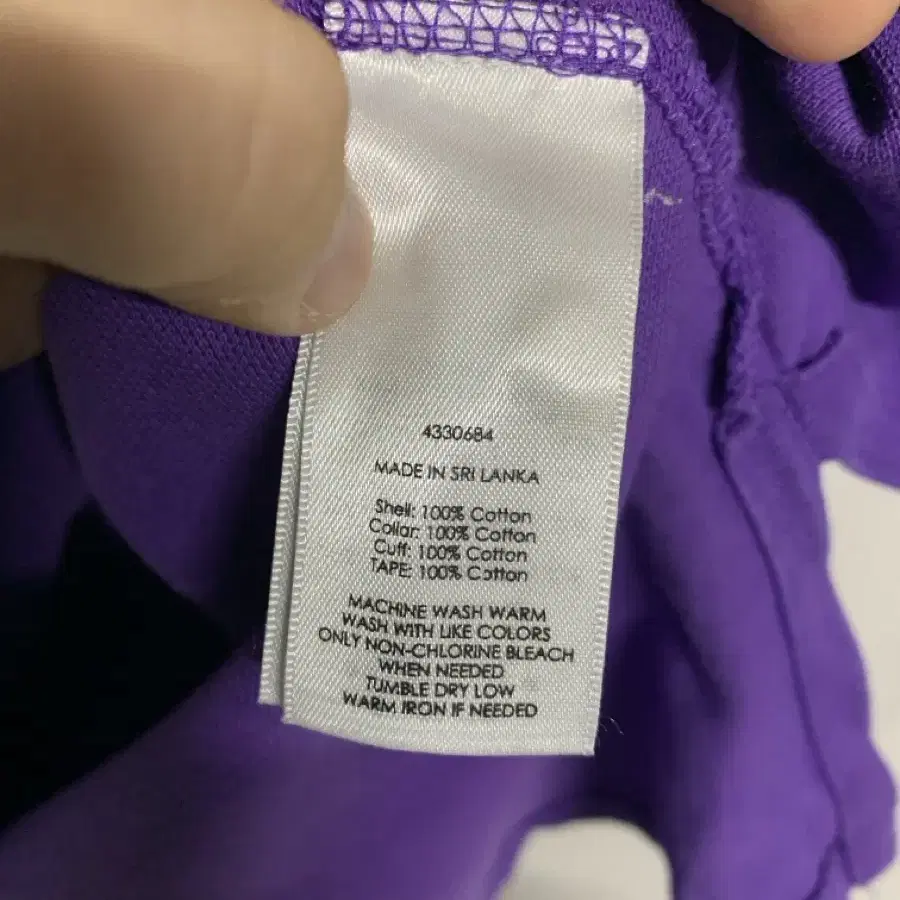 4330684
MADE IN SRI LANKA
Shell: 100% Cotton
Collar: 100% Cotton
Cuff: 100% Cotton
TAPE: 100% Cotton
MACHINE WASH WARM
WASH WITH LIKE COLORS
ONLY NON-CHLORINE BLEACH
WHEN NEEDED
TUMBLE DRY LOW
WARM IRON IF NEEDED